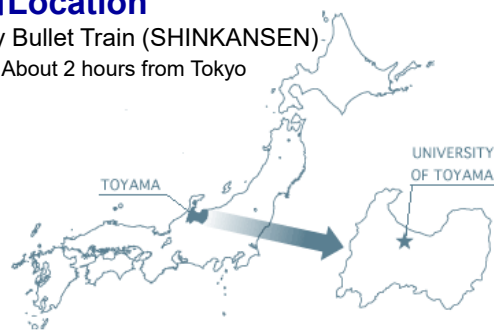 Location
y Bullet Train (SHINKANSEN)
About 2 hours from Tokyo
UNIVERSITY
OF TOYAMA
TOYAMA